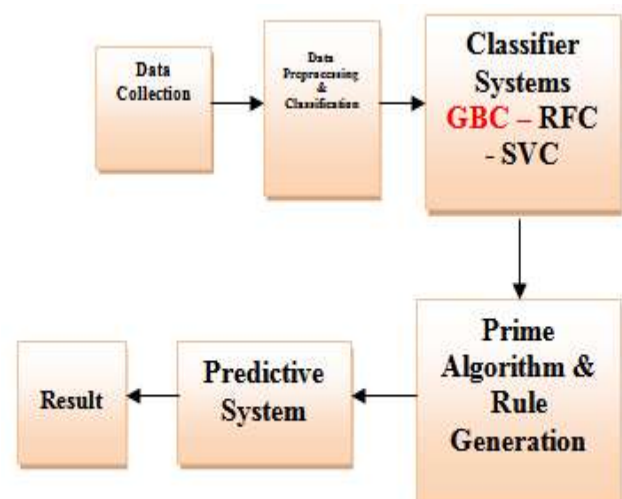 Data
Collection
Data
Preprocessing
&
Classification
Classifier
Systems
GBC – RFC
- SVC
Prime
Algorithm &
Rule
Generation
Predictive
System
Result